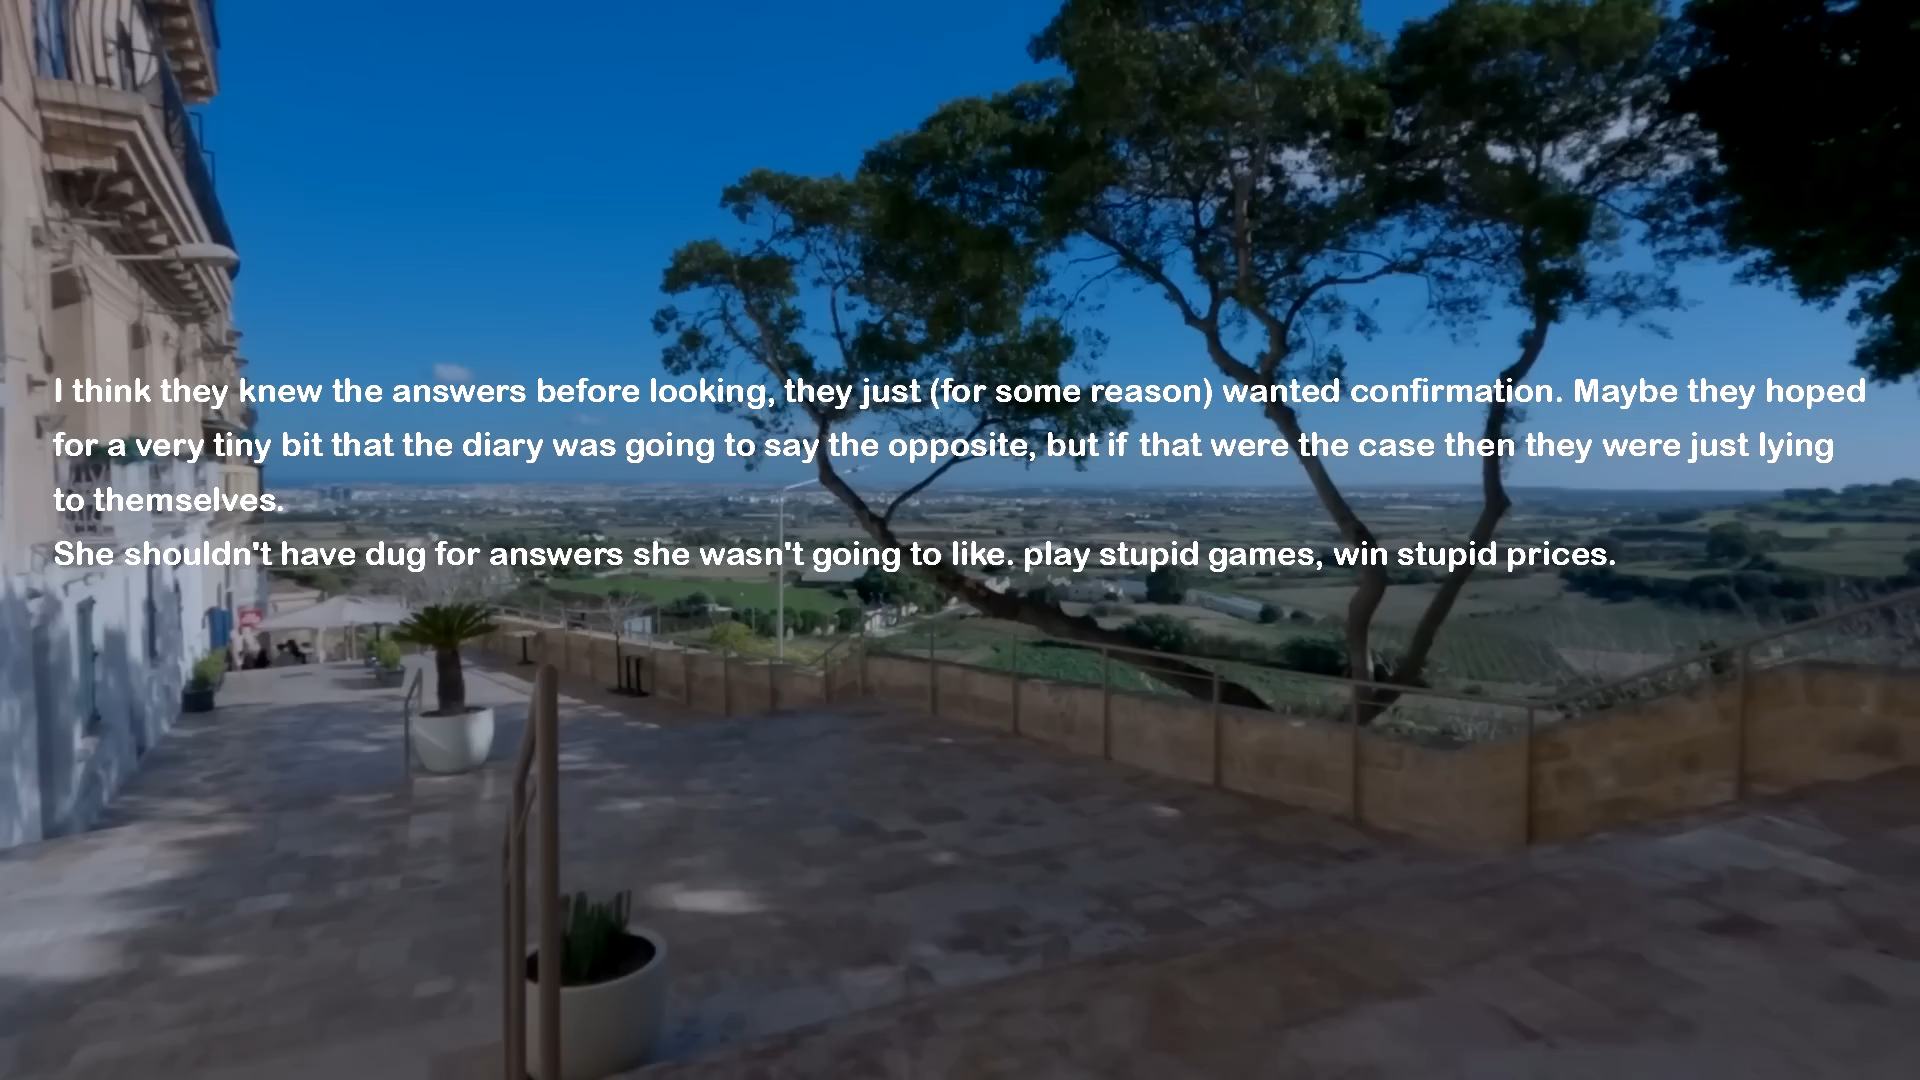 I think they knew the answers before looking, they just (for some reason) wanted confirmation. Maybe they hoped
for a very tiny bit that the diary was going to say the opposite, but if that were the case then they were just lying
to themselves.
She shouldn't have dug for answers she wasn't going to like. play stupid games, win stupid prices.